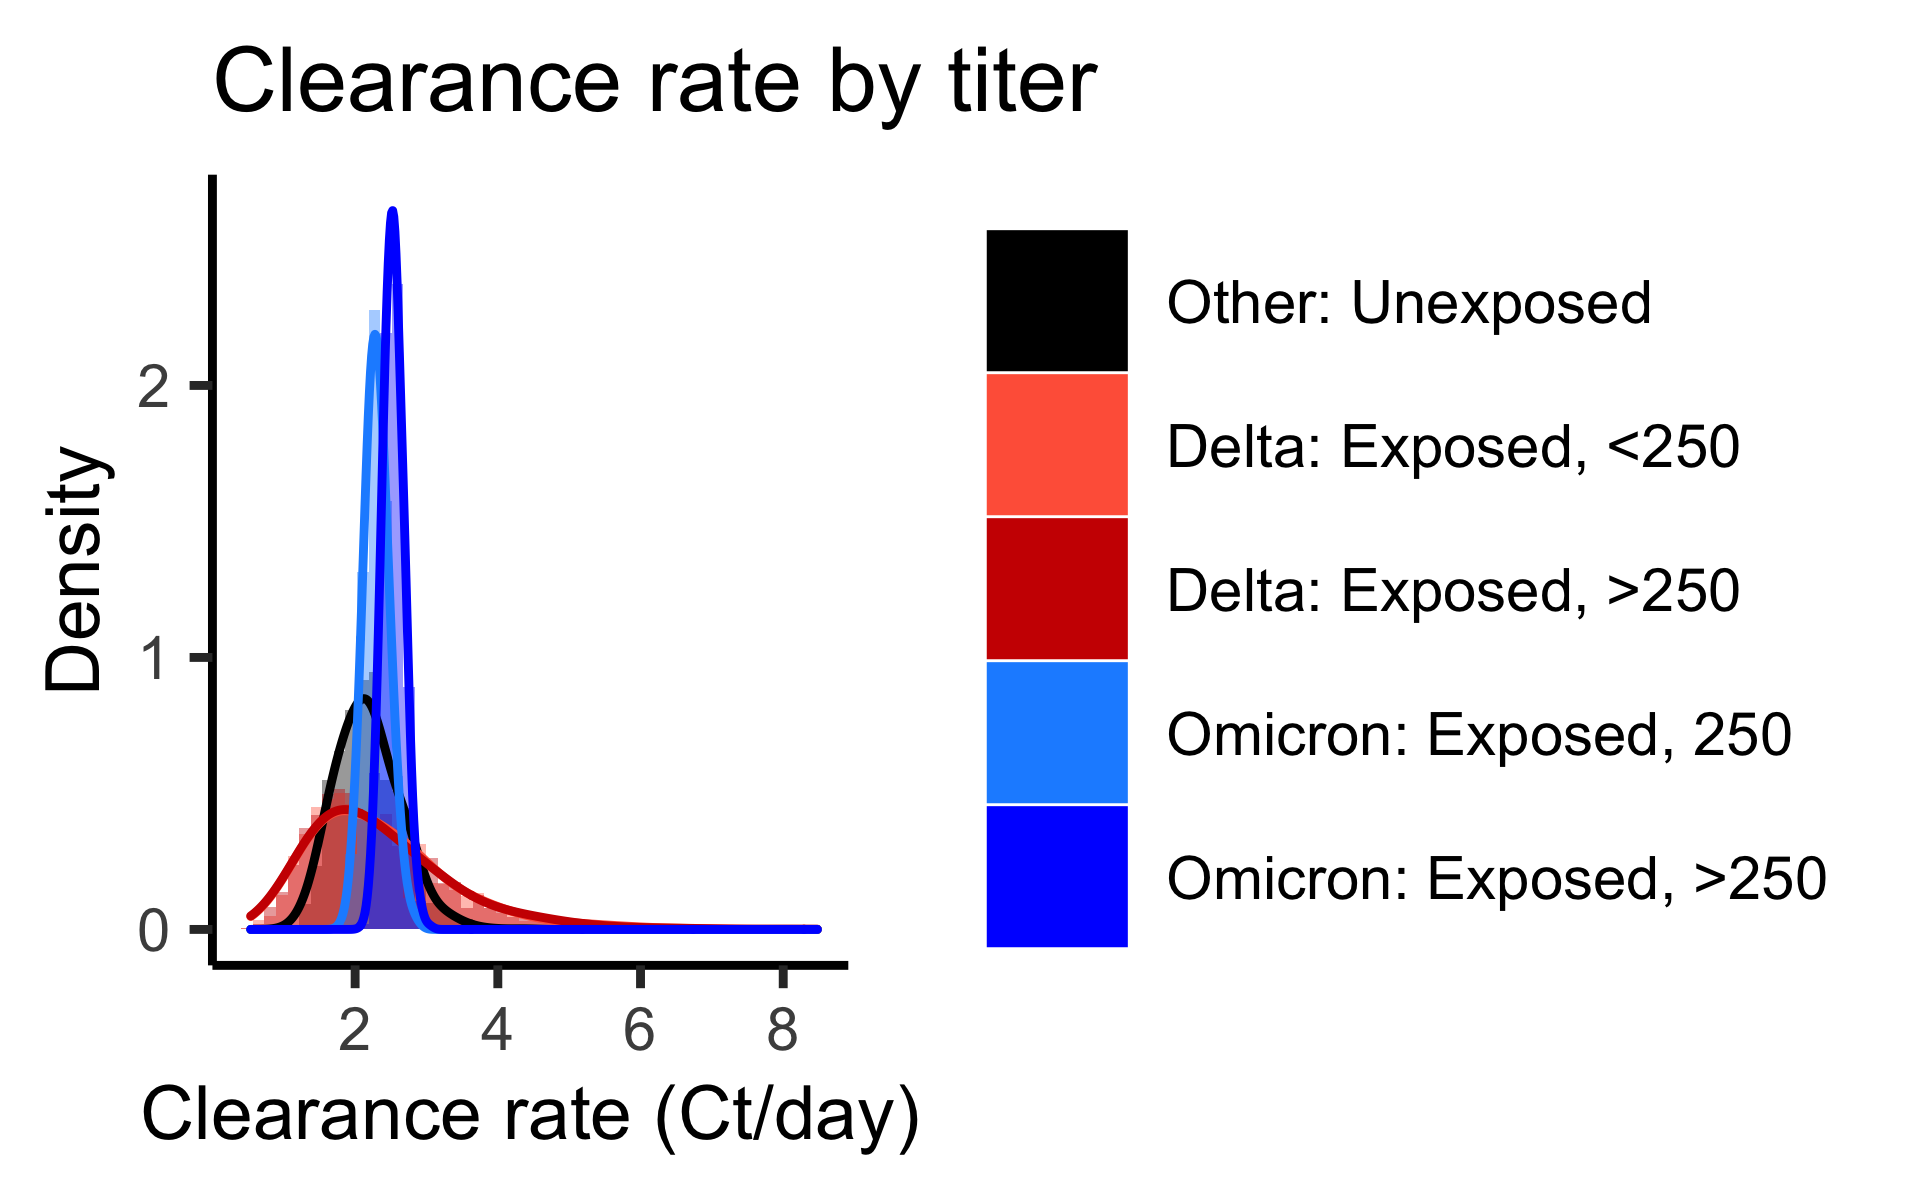 Clearance rate by titer
Density
2
1
0
2 4 6 8
Clearance rate (Ct/day)
Other: Unexposed
Delta: Exposed, <250
Delta: Exposed, >250
Omicron: Exposed, 250
Omicron: Exposed, >250